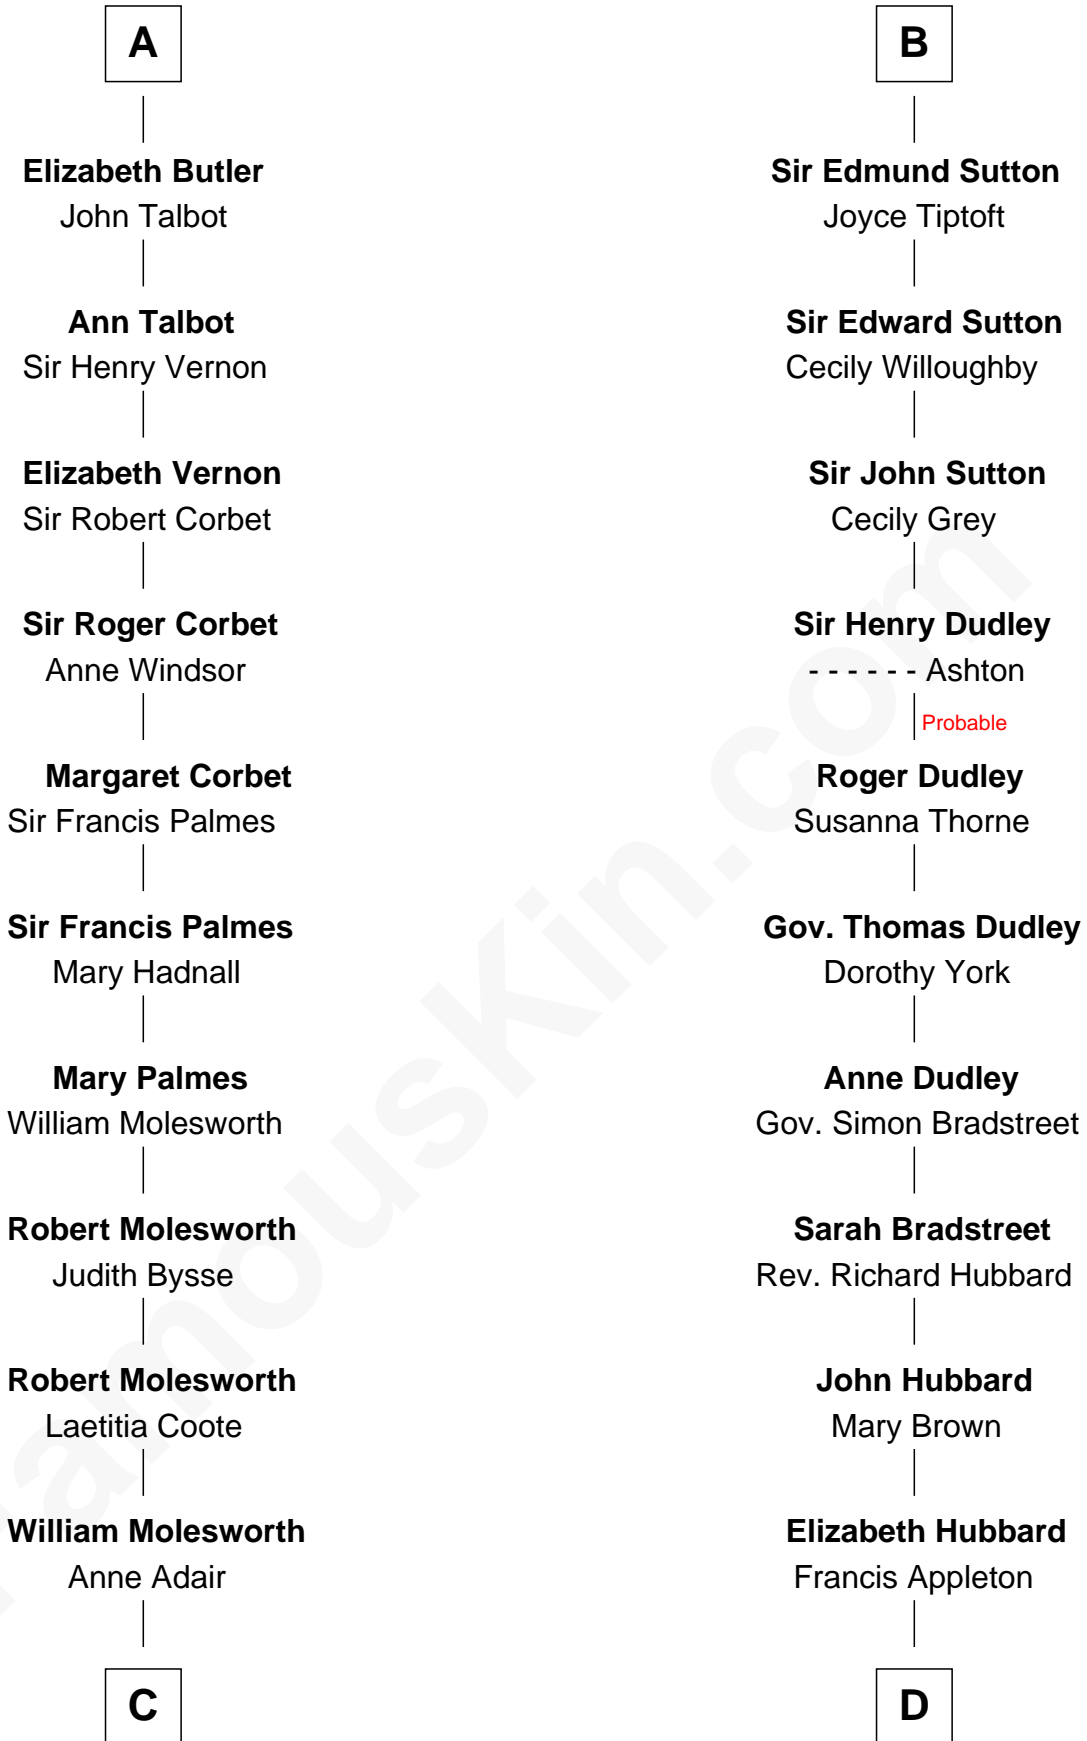 A
Elizabeth Butler
John Talbot
Ann Talbot
Sir Henry Vernon
Elizabeth Vernon
Sir Robert Corbet
Sir Roger Corbet
Anne Windsor
Margaret Corbet
Sir Francis Palmes
Sir Francis Palmes
Mary Hadnall
Mary Palmes
William Molesworth
Robert Molesworth
Judith Bysse
Robert Molesworth
Laetitia Coote
William Molesworth
Anne Adair
C
B
Sir Edmund Sutton
Joyce Tiptoft
Sir Edward Sutton
Cecily Willoughby
Sir John Sutton
Cecily Grey
Sir Henry Dudley
- - - - - - Ashton
Probable
Roger Dudley
Susanna Thorne
Gov. Thomas Dudley
Dorothy York
Anne Dudley
Gov. Simon Bradstreet
Sarah Bradstreet
Rev. Richard Hubbard
John Hubbard
Mary Brown
Elizabeth Hubbard
Francis Appleton
D
FamousKin.com